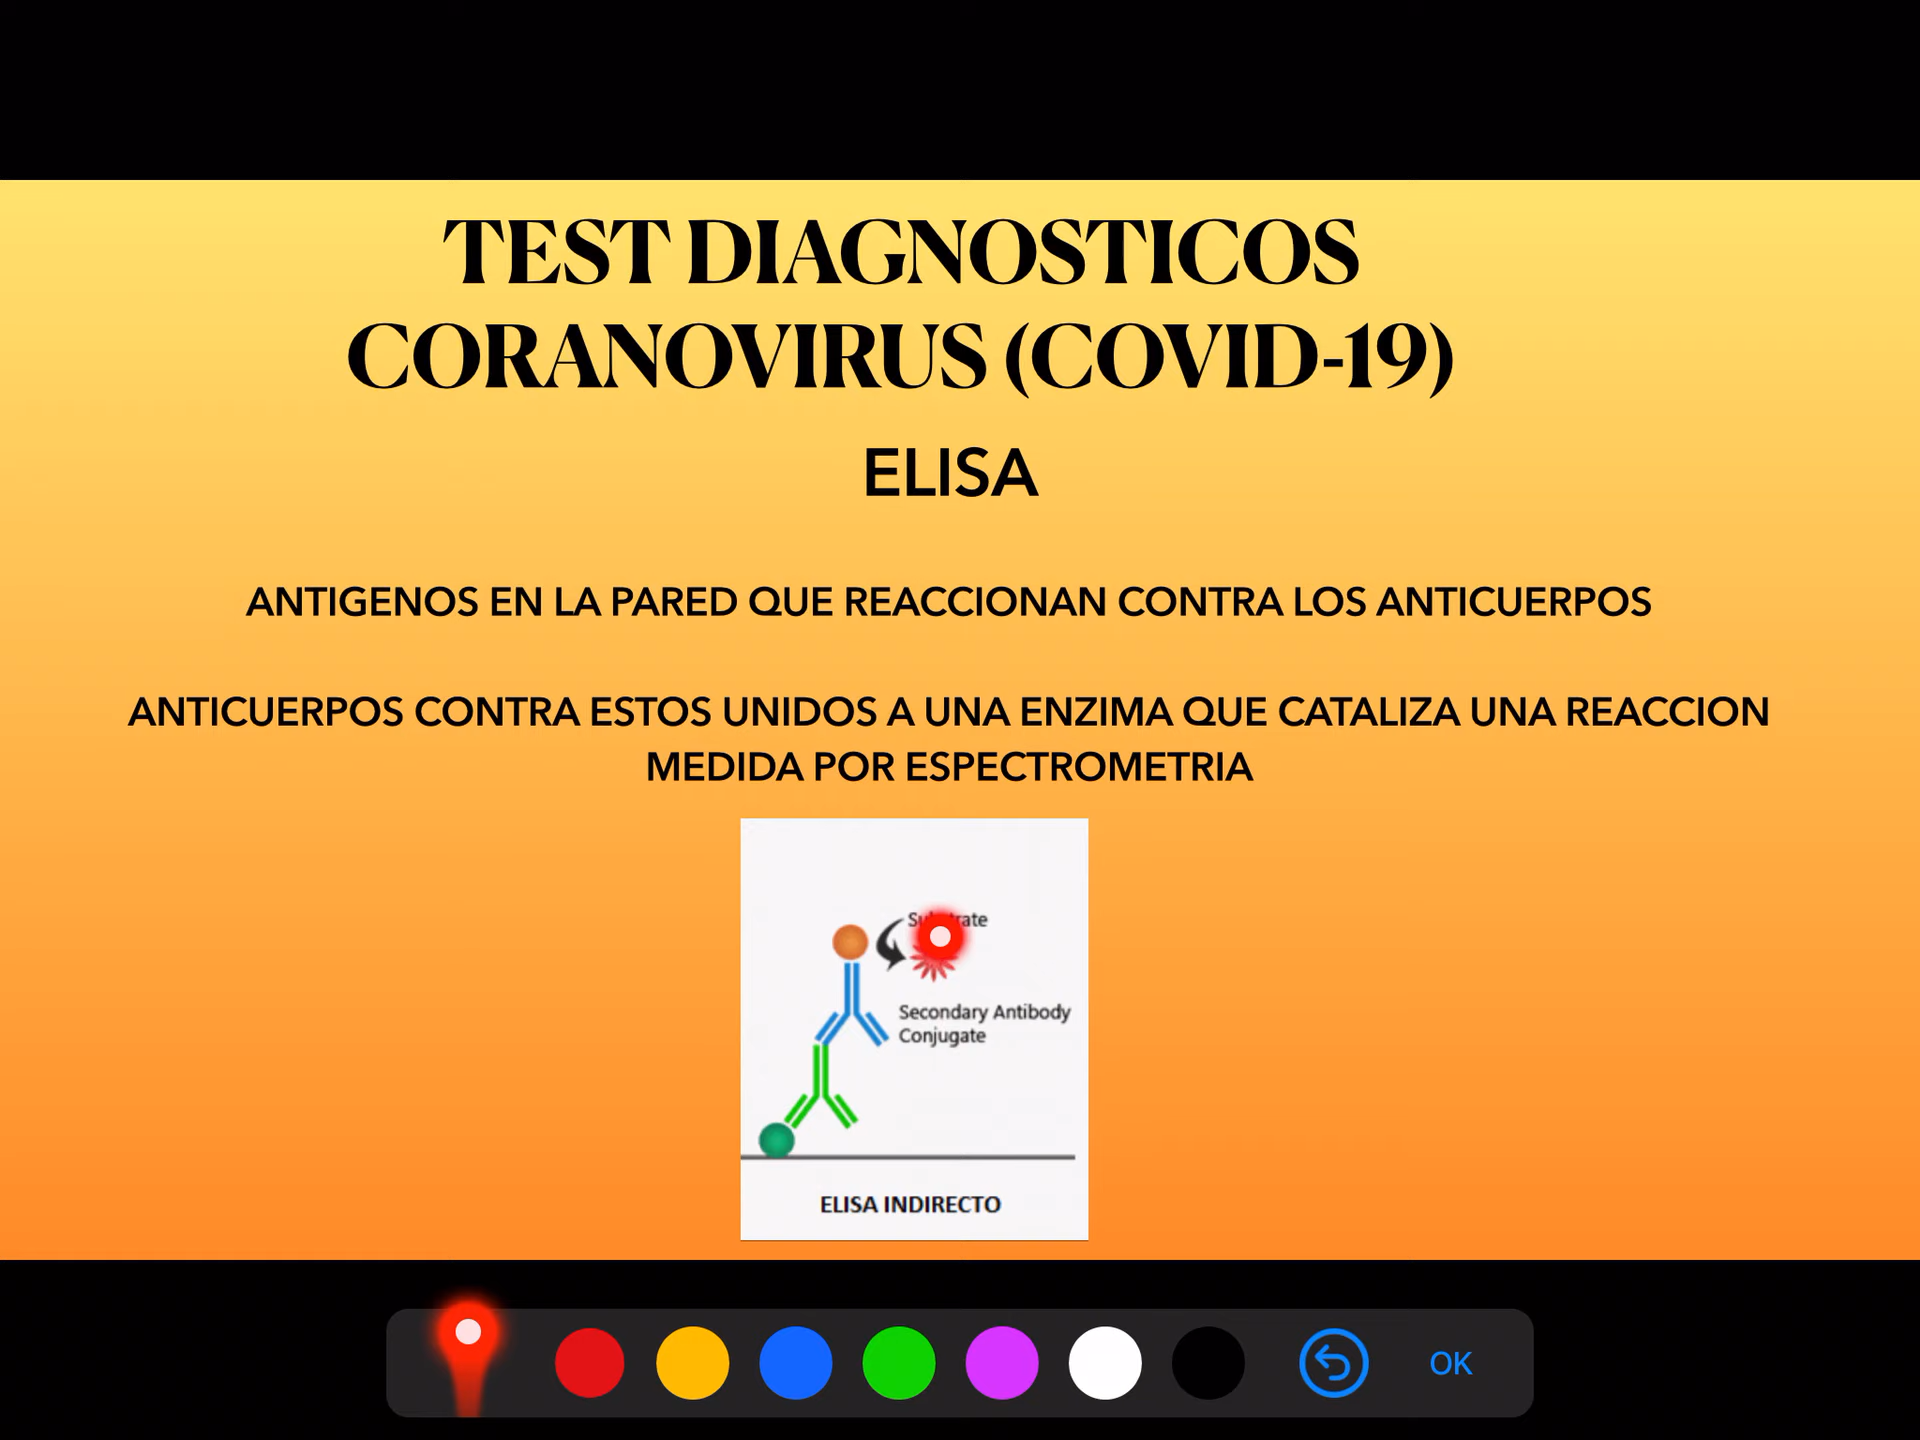 TEST DIAGNOSTICOS
CORANOVIRUS (COVID-19)
ELISA
ANTIGENOS EN LA PARED QUE REACCIONAN CONTRA LOS ANTICUERPOS
ANTICUERPOS CONTRA ESTOS UNIDOS A UNA ENZIMA QUE CATALIZA UNA REACCION
MEDIDA POR ESPECTROMETRIA
Substrate
Secondary Antibody
Conjugate
ELISA INDIRECTO
OK